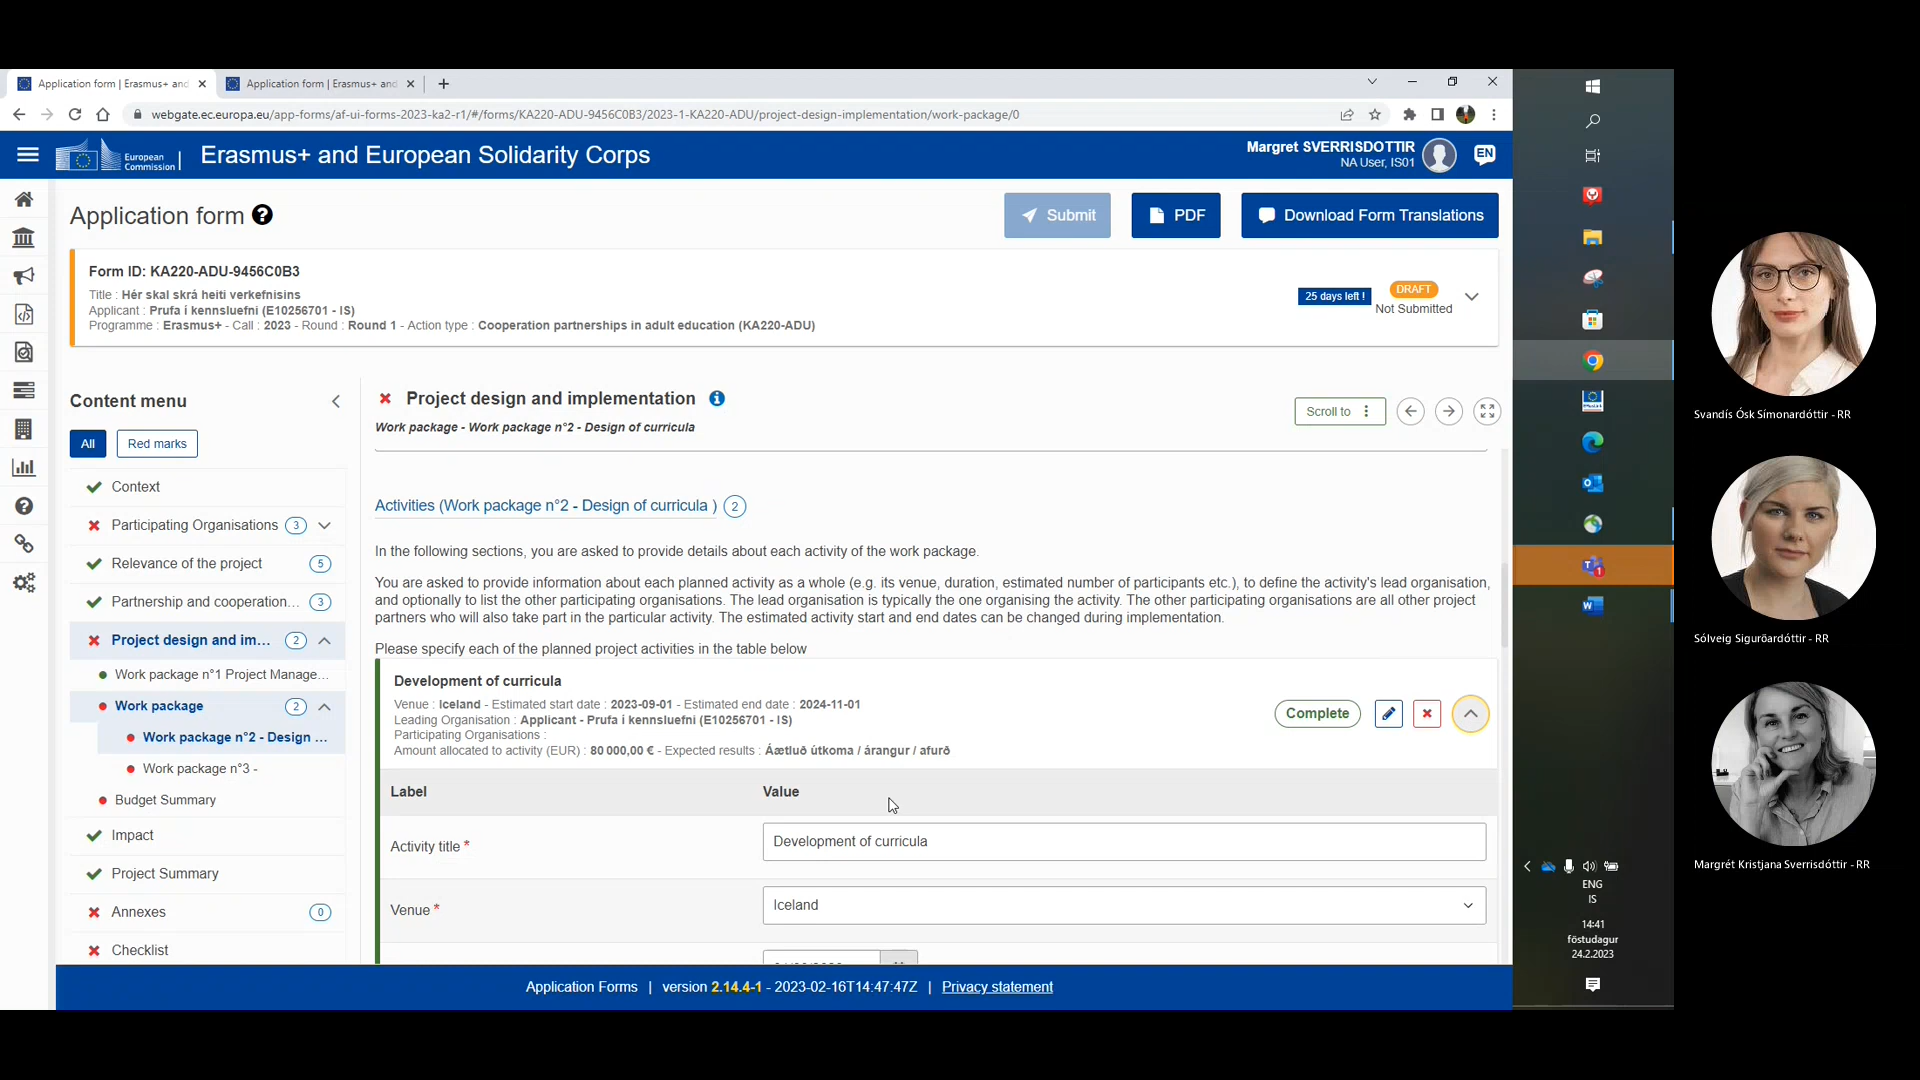 Application form | Erasmus+ and
Application form | Erasmus+ and
webgate.ec.europa.eu/app-forms/af-ui-forms-2023-ka2-r1/#/forms/KA220-ADU-9456C0B3/2023-1-KA220-ADU/project-design-implementation/work-package/0
European Commission
Erasmus+ and European Solidarity Corps
Margret SVERRISDOTTIR
NA User, IS01
EN
Application form
Submit
PDF
Download Form Translations
Form ID: KA220-ADU-9456C0B3
Title : Hér skal skrá heiti verkefnisins
Applicant : Prufa í kennsluefni (E10256701 - IS)
Programme : Erasmus+ - Call : 2023 - Round : Round 1 - Action type : Cooperation partnerships in adult education (KA220-ADU)
25 days left !
DRAFT
Not Submitted
Content menu
All
Red marks
Context
Participating Organisations 3
Relevance of the project 5
Partnership and cooperation... 3
Project design and im... 2
Work package n°1 Project Manage...
Work package 2
Work package n°2 - Design ...
Work package n°3 -
Budget Summary
Impact
Project Summary
Annexes 0
Checklist
Project design and implementation
Work package - Work package n°2 - Design of curricula
Scroll to
Activities (Work package n°2 - Design of curricula ) 2
In the following sections, you are asked to provide details about each activity of the work package.
You are asked to provide information about each planned activity as a whole (e.g. its venue, duration, estimated number of participants etc.), to define the activity's lead organisation,
and optionally to list the other participating organisations. The lead organisation is typically the one organising the activity. The other participating organisations are all other project
partners who will also take part in the particular activity. The estimated activity start and end dates can be changed during implementation.
Please specify each of the planned project activities in the table below
Development of curricula
Venue : Iceland - Estimated start date : 2023-09-01 - Estimated end date : 2024-11-01
Leading Organisation : Applicant - Prufa í kennsluefni (E10256701 - IS)
Participating Organisations :
Amount allocated to activity (EUR) : 80 000,00 € - Expected results : Áætluð útkoma / árangur / afurð
Complete
Label Value
Activity title * Development of curricula
Venue * Iceland
Application Forms | version 2.14.4-1 - 2023-02-16T14:47:47Z | Privacy statement
ENG
IS
14:41
föstudagur
24.2.2023
Svandís Ósk Símonardóttir - RR
Sólveig Sigurðardóttir - RR
Margrét Kristjana Sverrisdóttir - RR